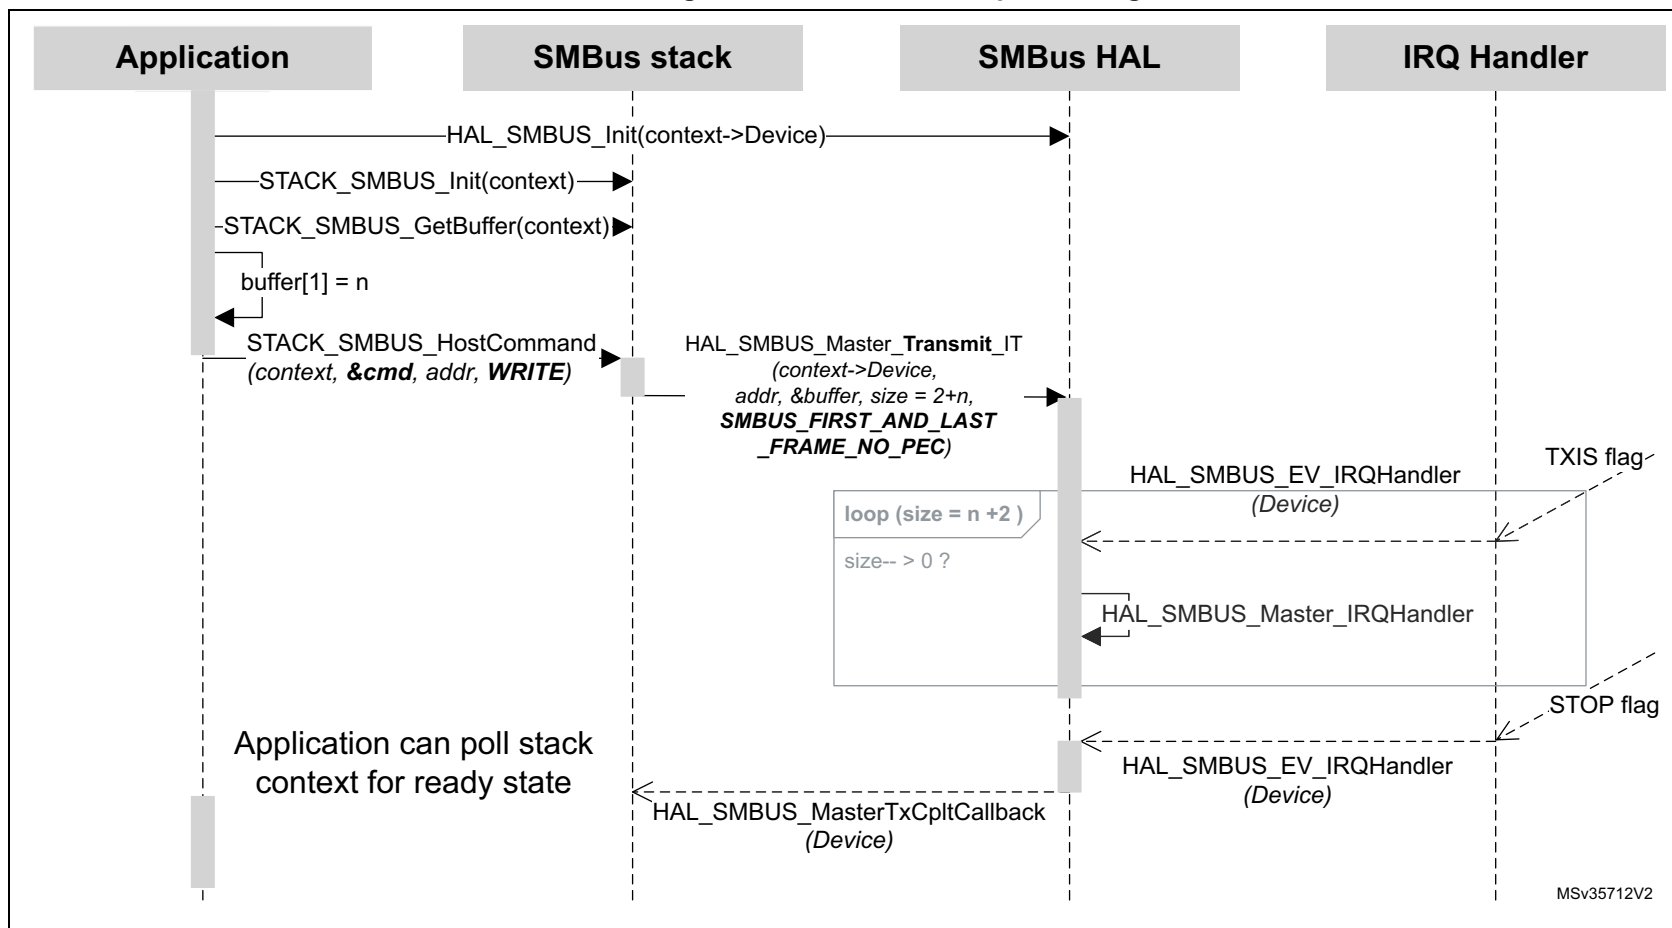 Application
SMBus stack
SMBus HAL
IRQ Handler
HAL_SMBUS_Init(context->Device)
STACK_SMBUS_Init(context)
STACK_SMBUS_GetBuffer(context)
buffer[1] = n
STACK_SMBUS_HostCommand
(context, &cmd, addr, WRITE)
HAL_SMBUS_Master_Transmit_IT
(context->Device,
addr, &buffer, size = 2+n,
SMBUS_FIRST_AND_LAST
_FRAME_NO_PEC)
TXIS flag
HAL_SMBUS_EV_IRQHandler
(Device)
loop (size = n +2 )
size-- > 0 ?
HAL_SMBUS_Master_IRQHandler
STOP flag
HAL_SMBUS_EV_IRQHandler
(Device)
Application can poll stack
context for ready state
HAL_SMBUS_MasterTxCpltCallback
(Device)
MSv35712V2